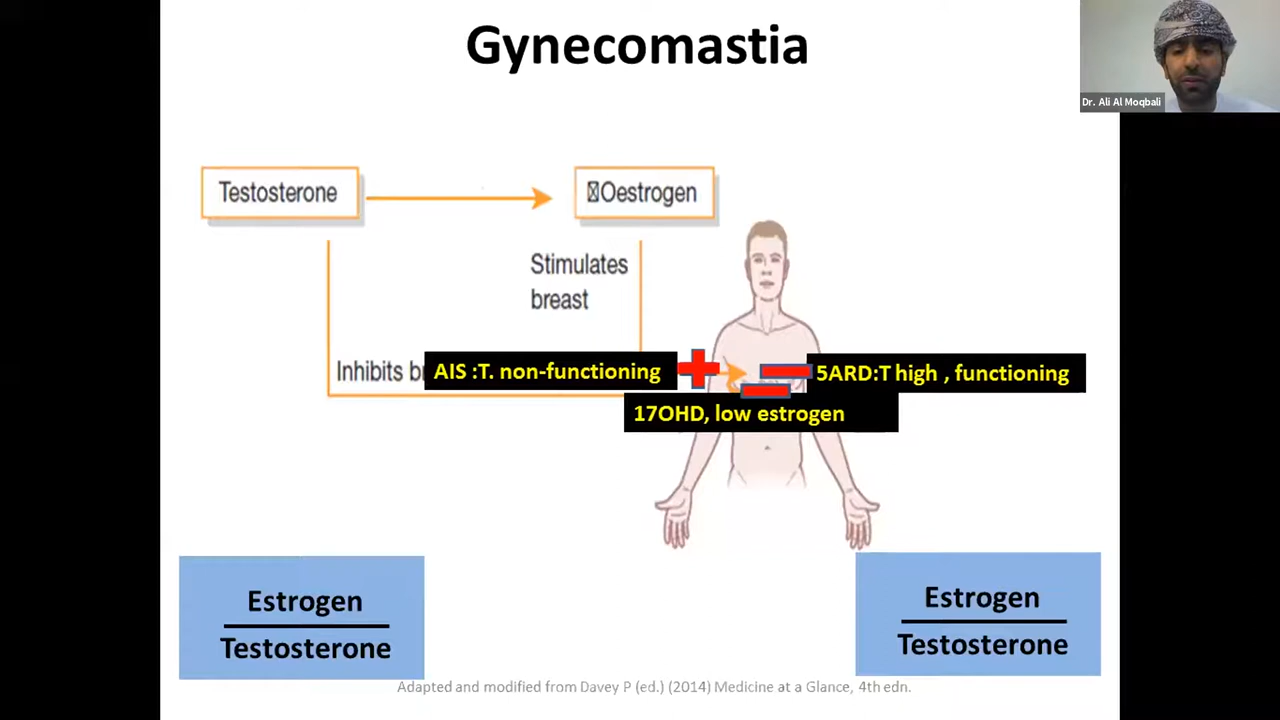 Gynecomastia
Dr. Ali Al Moqbali
Testosterone
Oestrogen
Stimulates
breast
Inhibits
AIS :T. non-functioning
5ARD:T high , functioning
17OHD, low estrogen
Estrogen
Testosterone
Estrogen
Testosterone
Adapted and modified from Davey P (ed.) (2014) Medicine at a Glance, 4th edn.